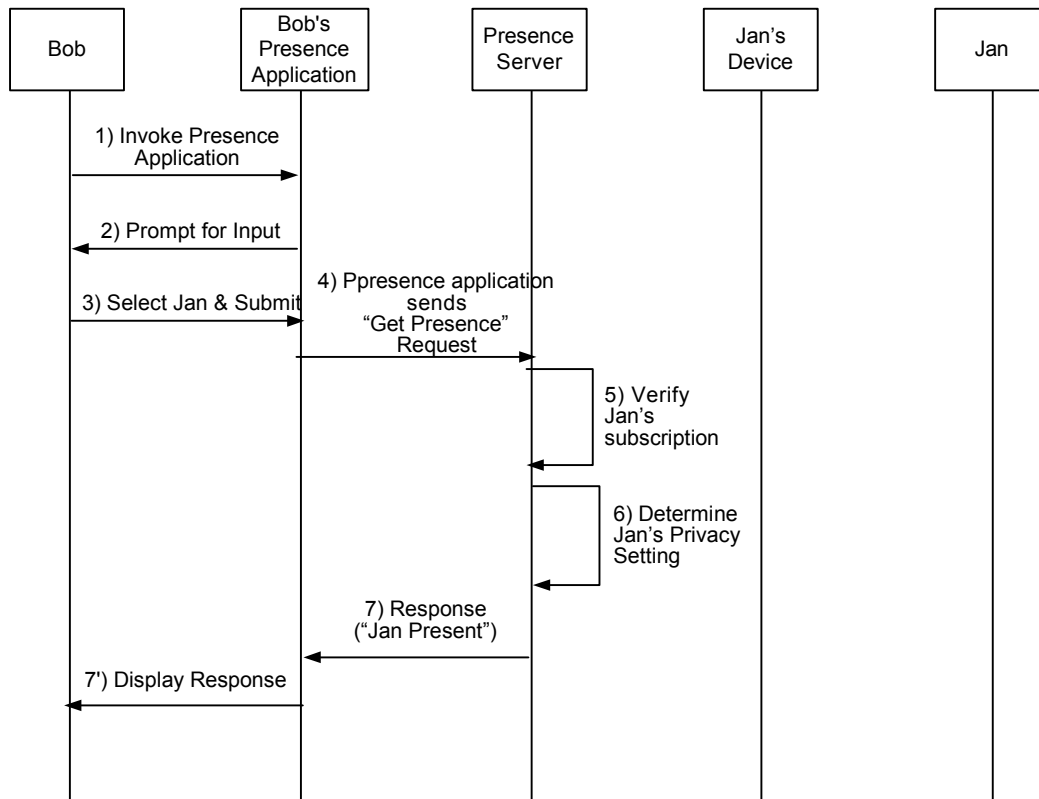 Bob
Bob's
Presence
Application
Presence
Server
Jan’s
Device
Jan
1) Invoke Presence
Application
2) Prompt for Input
3) Select Jan & Submit
4) Ppresence application
sends
“Get Presence”
Request
5) Verify
Jan’s
subscription
6) Determine
Jan’s Privacy
Setting
7) Response
(“Jan Present”)
7') Display Response